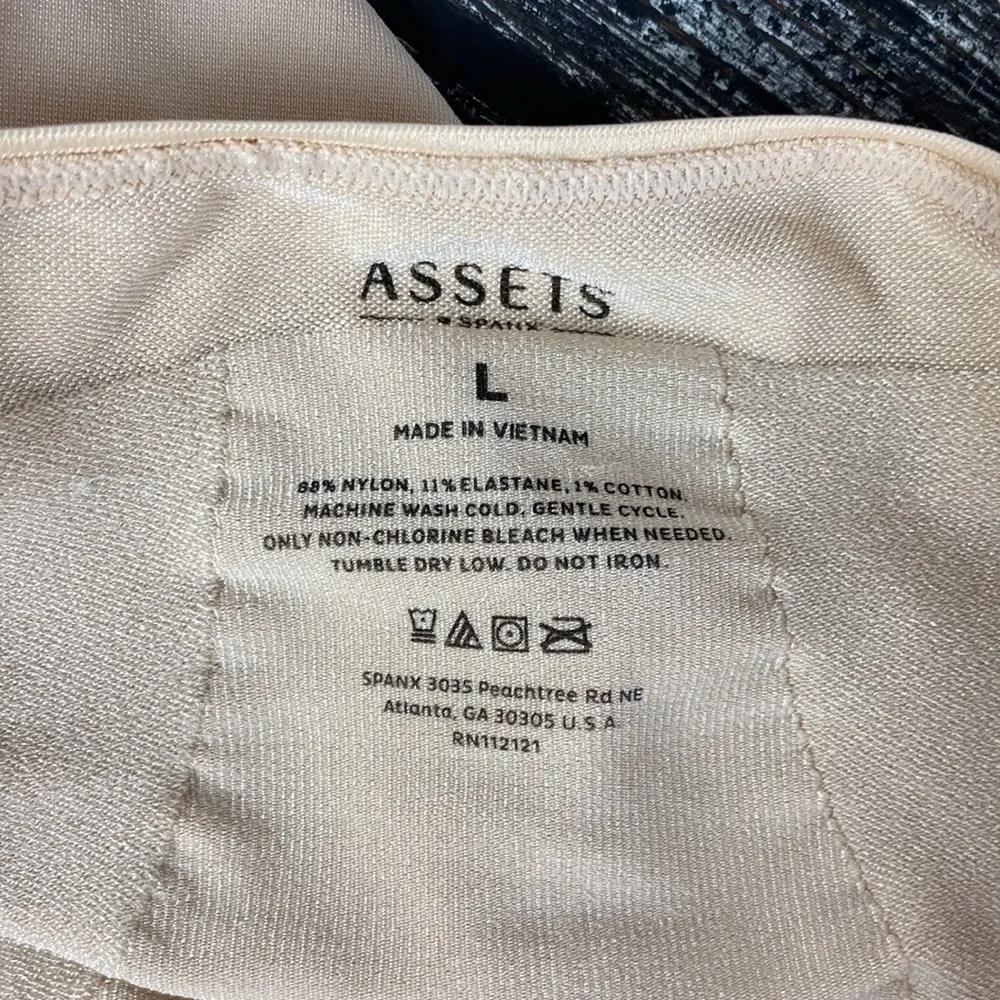 ASSETS
SPANX
L
MADE IN VIETNAM
88% NYLON, 11% ELASTANE, 1% COTTON.
MACHINE WASH COLD, GENTLE CYCLE.
ONLY NON-CHLORINE BLEACH WHEN NEEDED.
TUMBLE DRY LOW. DO NOT IRON.
SPANX 3035 Peachtree Rd NE
Atlanta, GA 30305 U.S.A
RN112121